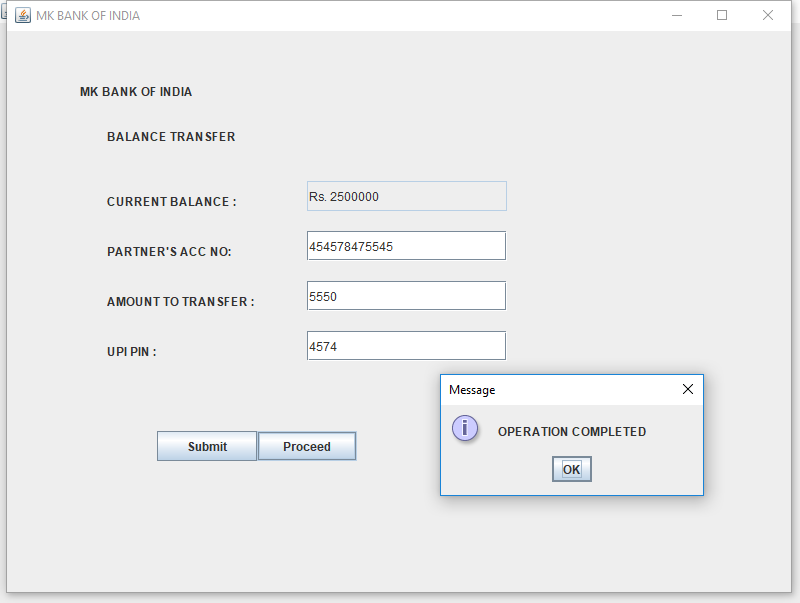 MK BANK OF INDIA
MK BANK OF INDIA
BALANCE TRANSFER
CURRENT BALANCE : Rs. 2500000
PARTNER'S ACC NO: 454578475545
AMOUNT TO TRANSFER : 5550
UPI PIN : 4574
Message
OPERATION COMPLETED
Submit Proceed
OK